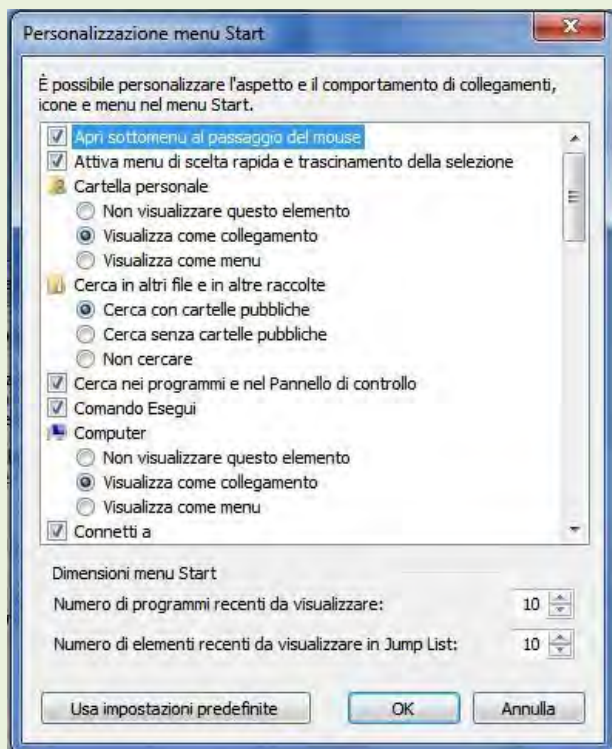 Personalizzazione menu Start
È possibile personalizzare l'aspetto e il comportamento di collegamenti,
icone e menu nel menu Start.
Apri sottomenu al passaggio del mouse
Attiva menu di scelta rapida e trascinamento della selezione
Cartella personale
Non visualizzare questo elemento
Visualizza come collegamento
Visualizza come menu
Cerca in altri file e in altre raccolte
Cerca con cartelle pubbliche
Cerca senza cartelle pubbliche
Non cercare
Cerca nei programmi e nel Pannello di controllo
Comando Esegui
Computer
Non visualizzare questo elemento
Visualizza come collegamento
Visualizza come menu
Connetti a
Dimensioni menu Start
Numero di programmi recenti da visualizzare: 10
Numero di elementi recenti da visualizzare in Jump List: 10
Usa impostazioni predefinite OK Annulla